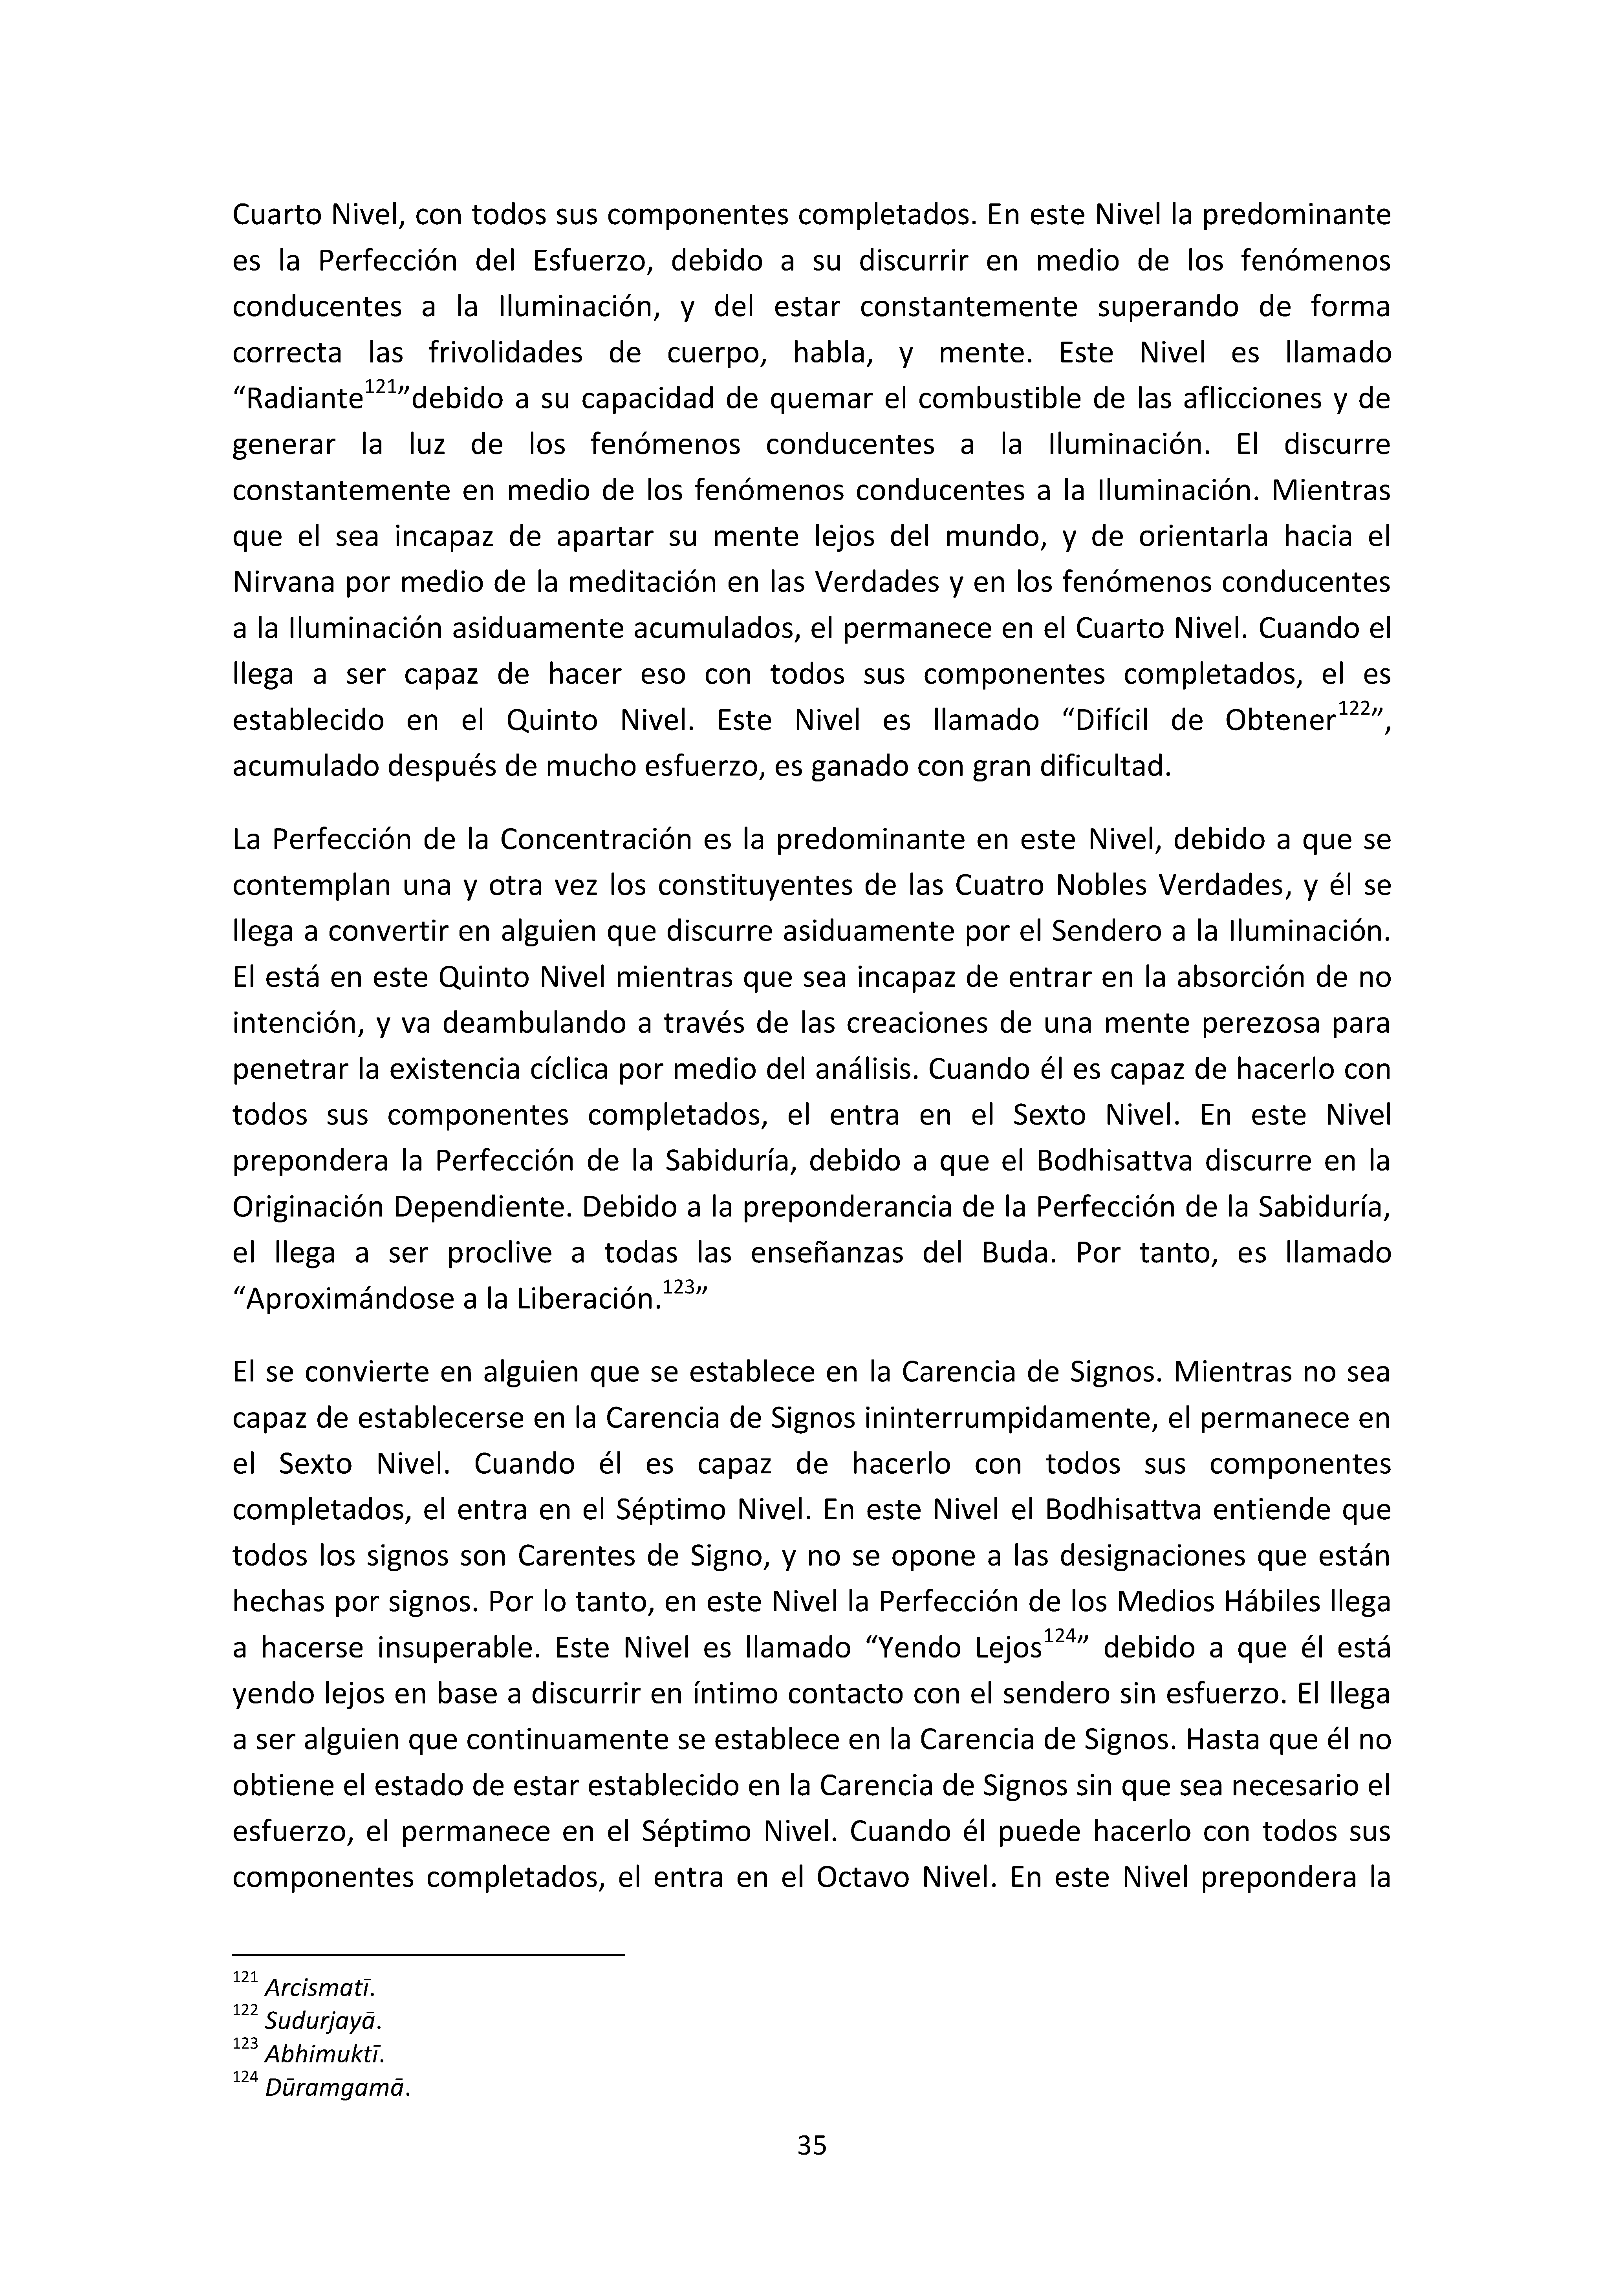 Cuarto Nivel, con todos sus componentes completados. En este Nivel la predominante
es la Perfección del Esfuerzo, debido a su discurrir en medio de los fenómenos
conducentes a la Iluminación, y del estar constantemente superando de forma
correcta las frivolidades de cuerpo, habla, y mente. Este Nivel es llamado
“Radiante121”debido a su capacidad de quemar el combustible de las aflicciones y de
generar la luz de los fenómenos conducentes a la Iluminación. El discurre
constantemente en medio de los fenómenos conducentes a la Iluminación. Mientras
que el sea incapaz de apartar su mente lejos del mundo, y de orientarla hacia el
Nirvana por medio de la meditación en las Verdades y en los fenómenos conducentes
a la Iluminación asiduamente acumulados, el permanece en el Cuarto Nivel. Cuando el
llega a ser capaz de hacer eso con todos sus componentes completados, el es
establecido en el Quinto Nivel. Este Nivel es llamado “Difícil de Obtener122”,
acumulado después de mucho esfuerzo, es ganado con gran dificultad.
La Perfección de la Concentración es la predominante en este Nivel, debido a que se
contemplan una y otra vez los constituyentes de las Cuatro Nobles Verdades, y él se
llega a convertir en alguien que discurre asiduamente por el Sendero a la Iluminación.
El está en este Quinto Nivel mientras que sea incapaz de entrar en la absorción de no
intención, y va deambulando a través de las creaciones de una mente perezosa para
penetrar la existencia cíclica por medio del análisis. Cuando él es capaz de hacerlo con
todos sus componentes completados, el entra en el Sexto Nivel. En este Nivel
prepondera la Perfección de la Sabiduría, debido a que el Bodhisattva discurre en la
Originación Dependiente. Debido a la preponderancia de la Perfección de la Sabiduría,
el llega a ser proclive a todas las enseñanzas del Buda. Por tanto, es llamado
“Aproximándose a la Liberación.123”
El se convierte en alguien que se establece en la Carencia de Signos. Mientras no sea
capaz de establecerse en la Carencia de Signos ininterrumpidamente, el permanece en
el Sexto Nivel. Cuando él es capaz de hacerlo con todos sus componentes
completados, el entra en el Séptimo Nivel. En este Nivel el Bodhisattva entiende que
todos los signos son Carentes de Signo, y no se opone a las designaciones que están
hechas por signos. Por lo tanto, en este Nivel la Perfección de los Medios Hábiles llega
a hacerse insuperable. Este Nivel es llamado “Yendo Lejos124” debido a que él está
yendo lejos en base a discurrir en íntimo contacto con el sendero sin esfuerzo. El llega
a ser alguien que continuamente se establece en la Carencia de Signos. Hasta que él no
obtiene el estado de estar establecido en la Carencia de Signos sin que sea necesario el
esfuerzo, el permanece en el Séptimo Nivel. Cuando él puede hacerlo con todos sus
componentes completados, el entra en el Octavo Nivel. En este Nivel prepondera la
121 Arcismatī.
122 Sudurjayā.
123 Abhimuktī.
124 Dūramgamā.
35